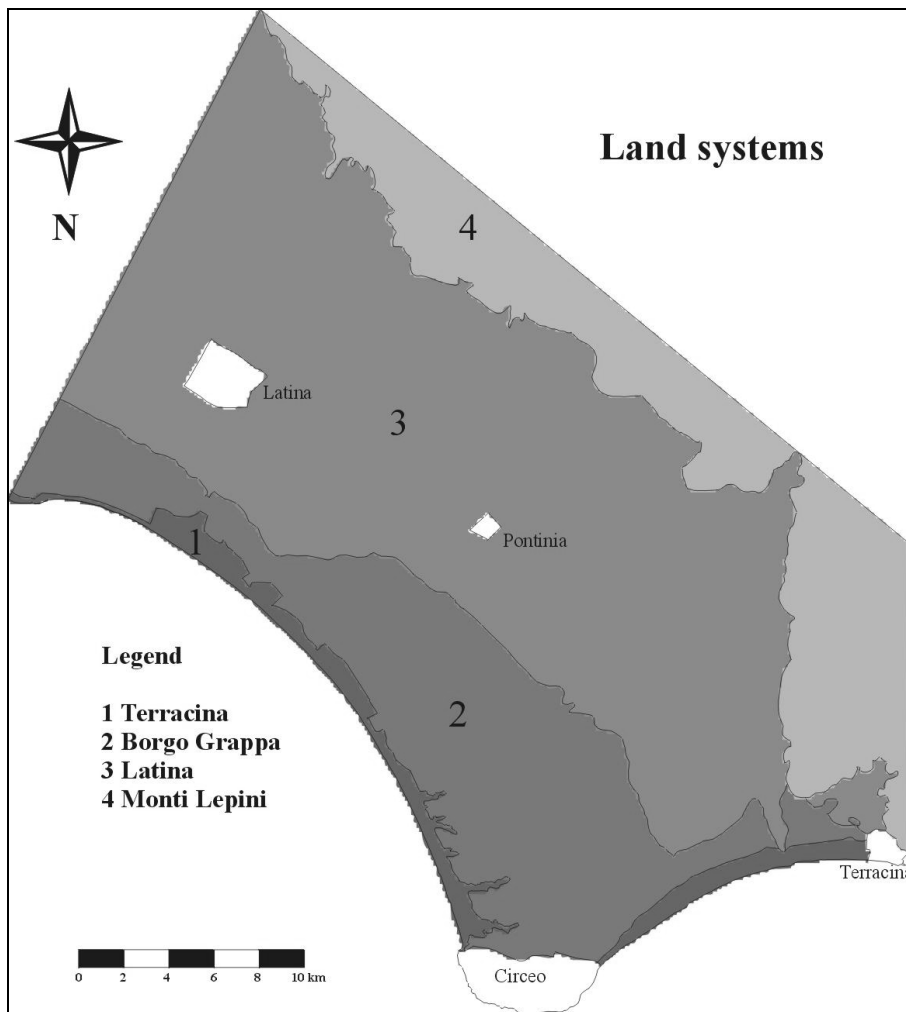 Land systems
N
4
Latina
3
Pontinia
1
Legend
1 Terracina
2 Borgo Grappa
3 Latina
4 Monti Lepini
2
Terracina
Circeo
0 2 4 6 8 10 km